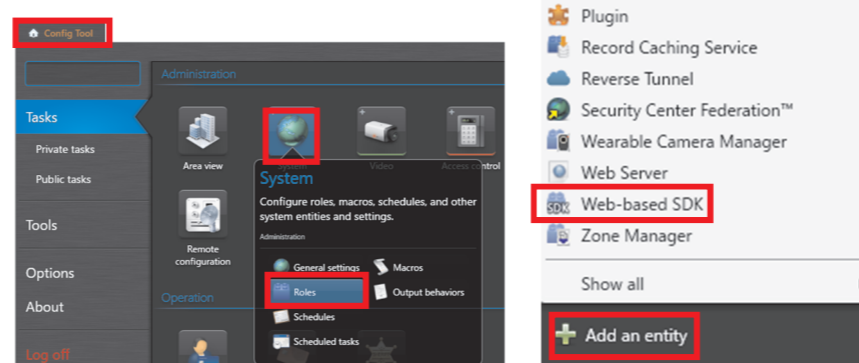 Config Tool
Administration
Tasks
Private tasks
Public tasks
Tools
Options
About
Log off
Area view
System
Video
Access control
System
Configure roles, macros, schedules, and other
system entities and settings.
Administration
General settings
Macros
Roles
Output behaviors
Schedules
Scheduled tasks
Remote
configuration
Operation
Plugin
Record Caching Service
Reverse Tunnel
Security Center Federation™
Wearable Camera Manager
Web Server
SDK Web-based SDK
Zone Manager
Show all
Add an entity